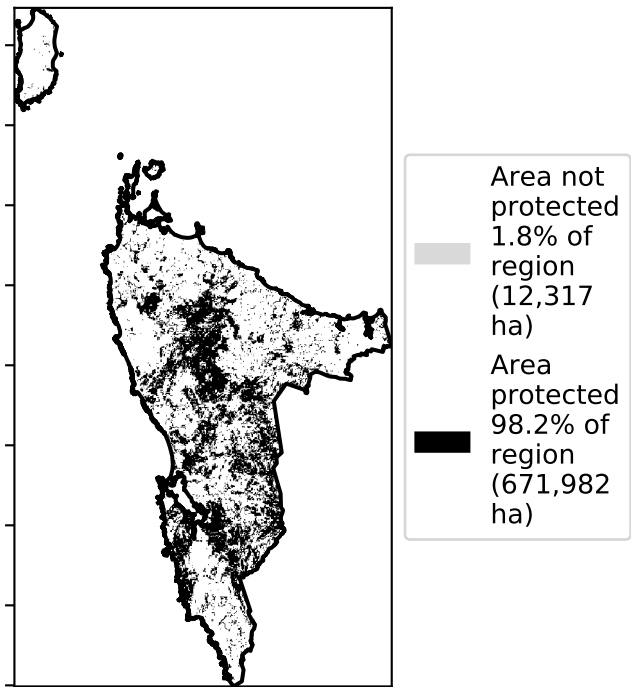 Area not
protected
1.8% of
region
(12,317
ha)
Area
protected
98.2% of
region
(671,982
ha)